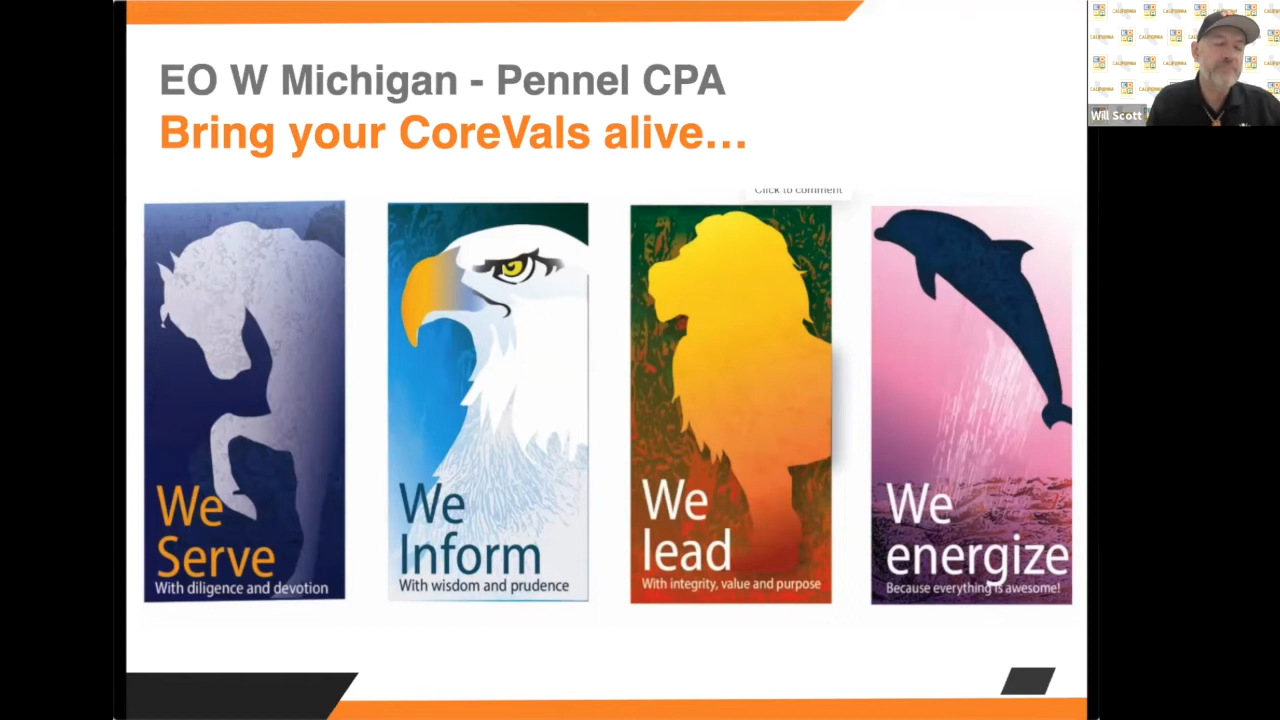 EO W Michigan - Pennel CPA
Bring your CoreVals alive...
Click to comment
We
Serve
With diligence and devotion
We
Inform
With wisdom and prudence
We
lead
With integrity, value and purpose
We
energize
Because everything is awesome!
CALIFORNIA
Will Scott